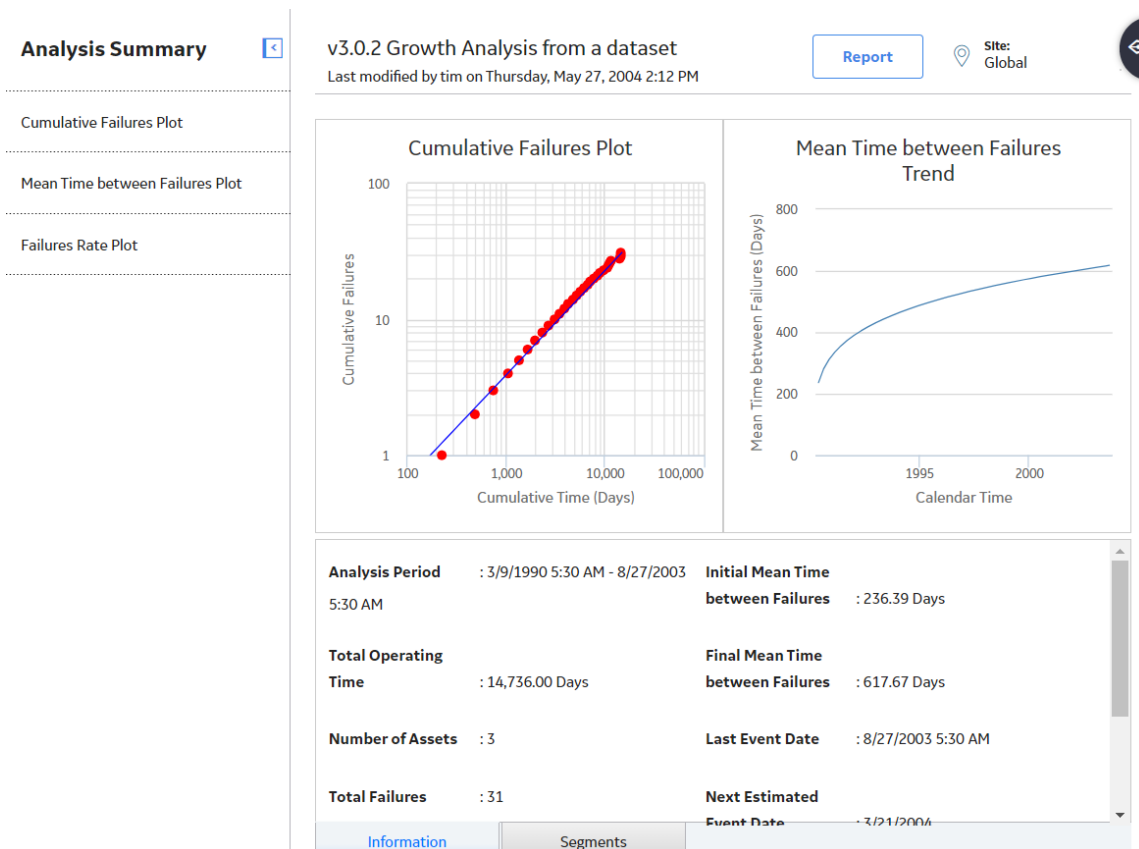 Analysis Summary
Cumulative Failures Plot
Mean Time between Failures Plot
Failures Rate Plot
v3.0.2 Growth Analysis from a dataset
Last modified by tim on Thursday, May 27, 2004 2:12 PM
Report
Site:
Global
Cumulative Failures Plot
100
10
1
100
1,000
10,000
100,000
Cumulative Failures
Cumulative Time (Days)
Mean Time between Failures
Trend
800
600
400
200
0
1995
2000
Mean Time between Failures (Days)
Calendar Time
Analysis Period : 3/9/1990 5:30 AM - 8/27/2003
5:30 AM
Initial Mean Time
between Failures : 236.39 Days
Total Operating
Time : 14,736.00 Days
Final Mean Time
between Failures : 617.67 Days
Number of Assets : 3
Last Event Date : 8/27/2003 5:30 AM
Total Failures : 31
Next Estimated
Event Date : 3/21/2004
Information
Segments